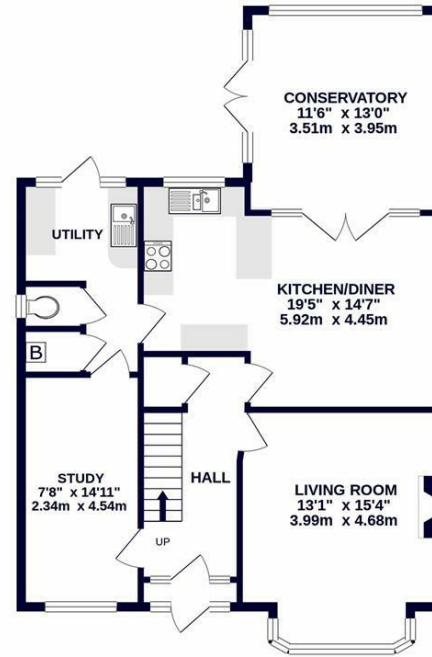 CONSERVATORY
11'6" x 13'0"
3.51m x 3.95m
UTILITY
KITCHEN/DINER
19'5" x 14'7"
5.92m x 4.45m
B
STUDY
7'8" x 14'11"
2.34m x 4.54m
HALL
UP
LIVING ROOM
13'1" x 15'4"
3.99m x 4.68m